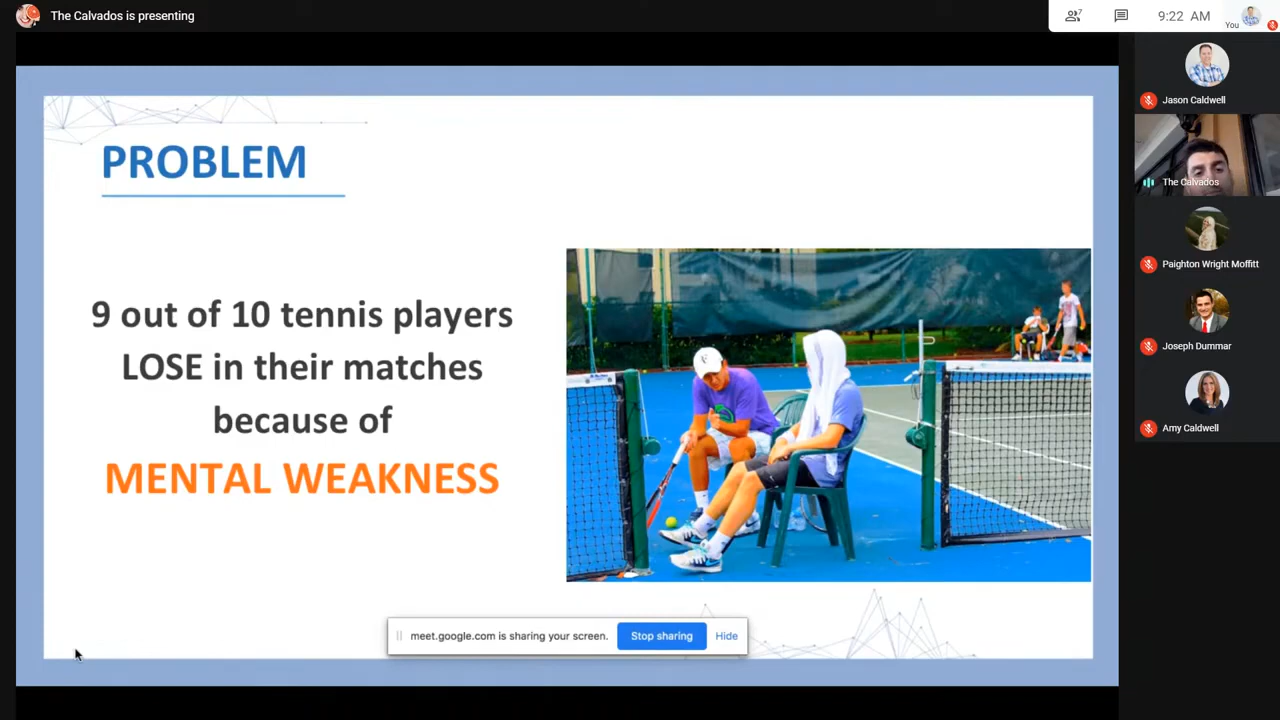 The Calvados is presenting
7
9:22 AM
You
Jason Caldwell
The Calvados
Paighton Wright Moffitt
Joseph Dummar
Amy Caldwell
PROBLEM
9 out of 10 tennis players
LOSE in their matches
because of
MENTAL WEAKNESS
meet.google.com is sharing your screen.
Stop sharing
Hide